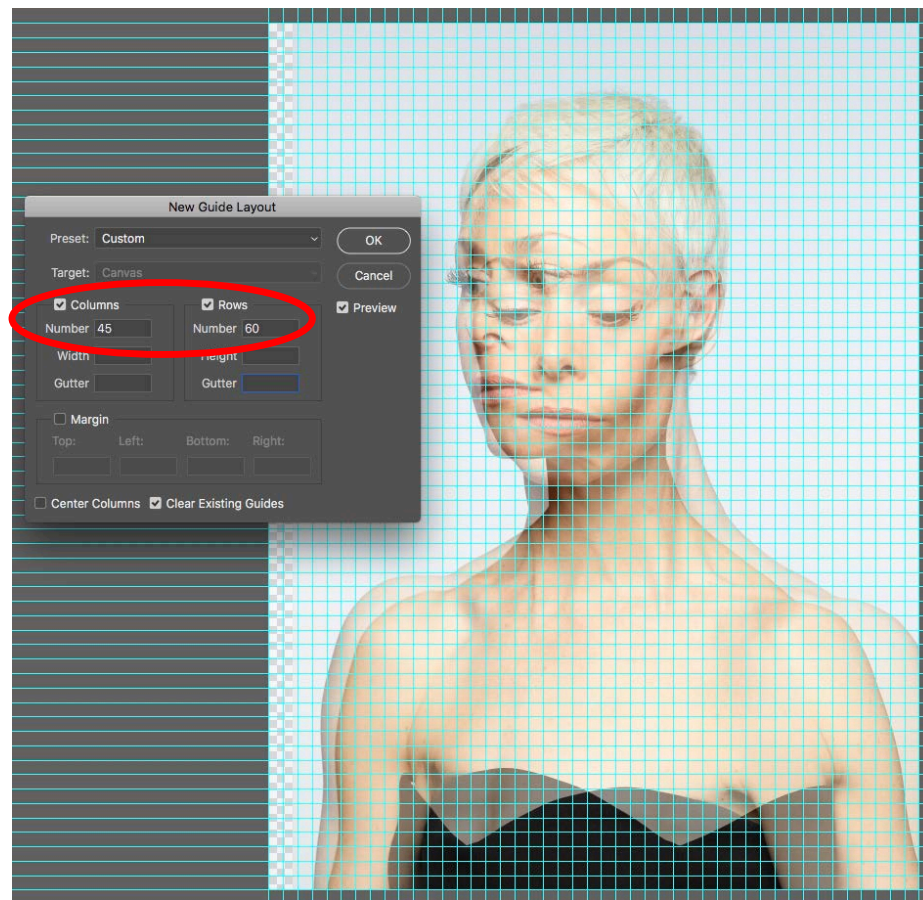 New Guide Layout
Preset: Custom
OK
Target: Canvas
Cancel
Columns
Rows
Preview
Number 45
Number 60
Width
Height
Gutter
Gutter
Margin
Top: Left: Bottom: Right:
Center Columns Clear Existing Guides